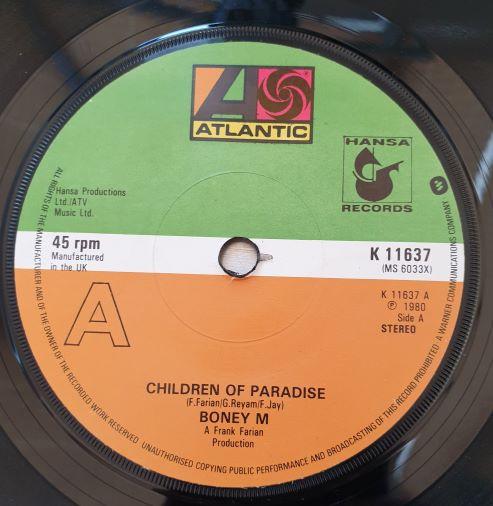 ATLANTIC
HANSA
RECORDS
Hansa Productions
Ltd./ATV
Music Ltd.
45 rpm
Manufactured
in the UK
K 11637
(MS 6033X)
K 11637 A
℗ 1980
Side A
STEREO
A
CHILDREN OF PARADISE
(F.Farian/G.Reyam/F.Jay)
BONEY M
A Frank Farian
Production
ALL RIGHTS OF THE MANUFACTURER AND OF THE OWNER OF THE RECORDED WORK RESERVED UNAUTHORISED COPYING PUBLIC PERFORMANCE AND BROADCASTING OF THIS RECORD PROHIBITED A WARNER COMMUNICATIONS COMPANY